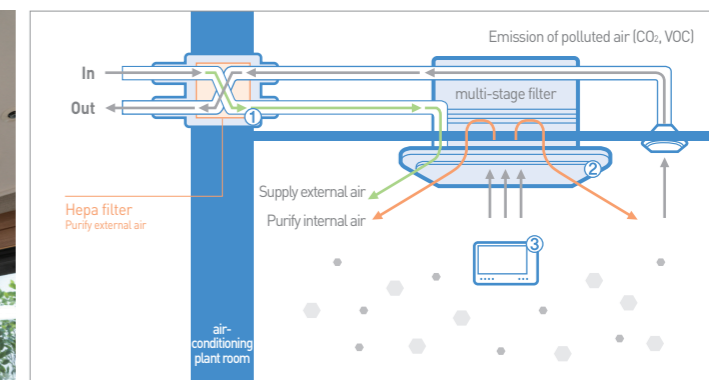 Emission of polluted air (CO₂, VOC)
In
multi-stage filter
Out
①
②
Supply external air
Hepa filter
Purify internal air
Purify external air
③
air-
conditioning
plant room